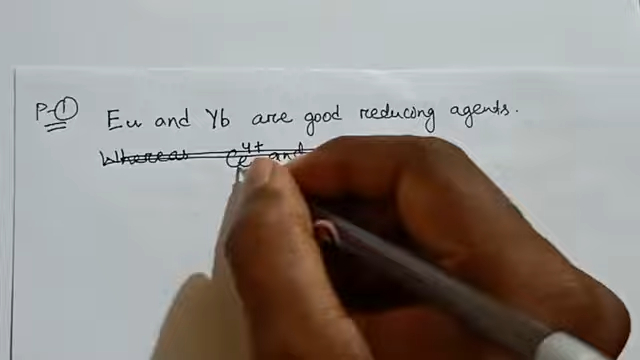 P-① Eu and Yb are good reducing agents.
Whereas Ce4+ and